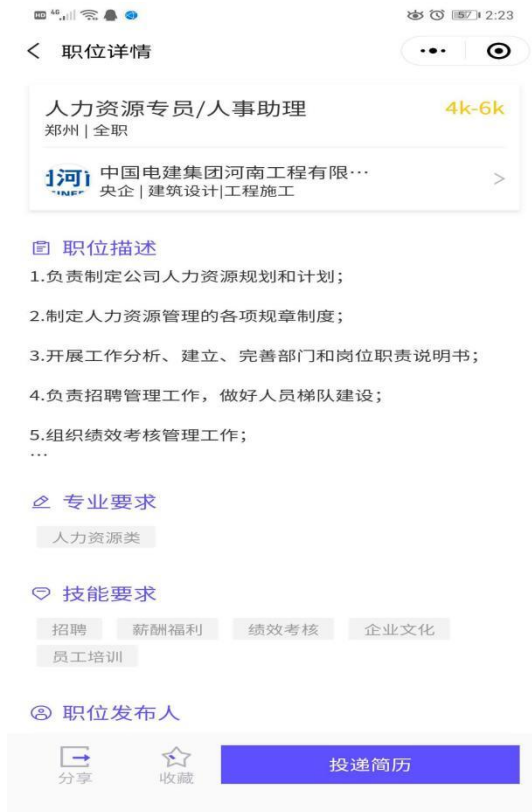 HD 4G 57 2:23
职位详情
人力资源专员/人事助理 4k-6k
郑州 | 全职
中国电建集团河南工程有限…
央企 | 建筑设计|工程施工
职位描述
1.负责制定公司人力资源规划和计划；
2.制定人力资源管理的各项规章制度；
3.开展工作分析、建立、完善部门和岗位职责说明书；
4.负责招聘管理工作，做好人员梯队建设；
5.组织绩效考核管理工作；
…
专业要求
人力资源类
技能要求
招聘 薪酬福利 绩效考核 企业文化
员工培训
职位发布人
分享 收藏 投递简历